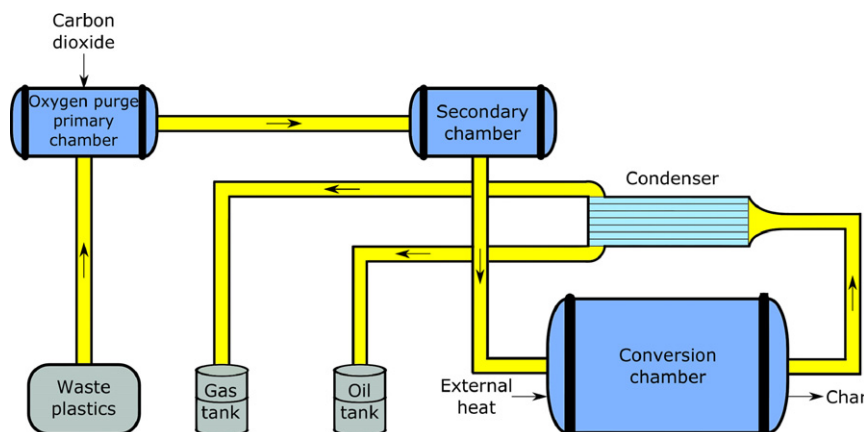 Carbon
dioxide
Oxygen purge
primary
chamber
Secondary
chamber
Condenser
Conversion
chamber
External
heat
Char
Waste
plastics
Gas
tank
Oil
tank